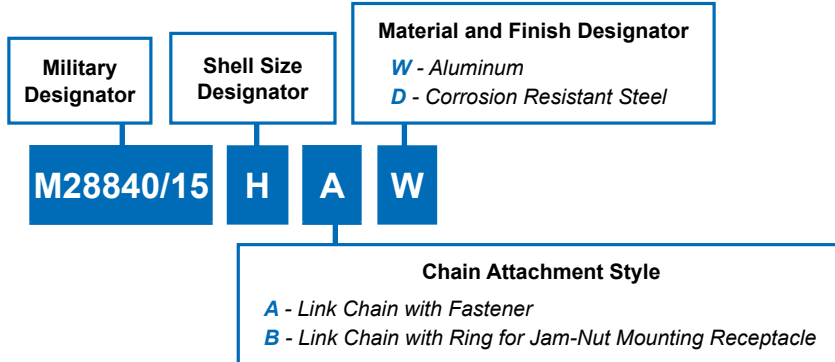 Military
Designator
Shell Size
Designator
Material and Finish Designator
W - Aluminum
D - Corrosion Resistant Steel
M28840/15 H A W
Chain Attachment Style
A - Link Chain with Fastener
B - Link Chain with Ring for Jam-Nut Mounting Receptacle